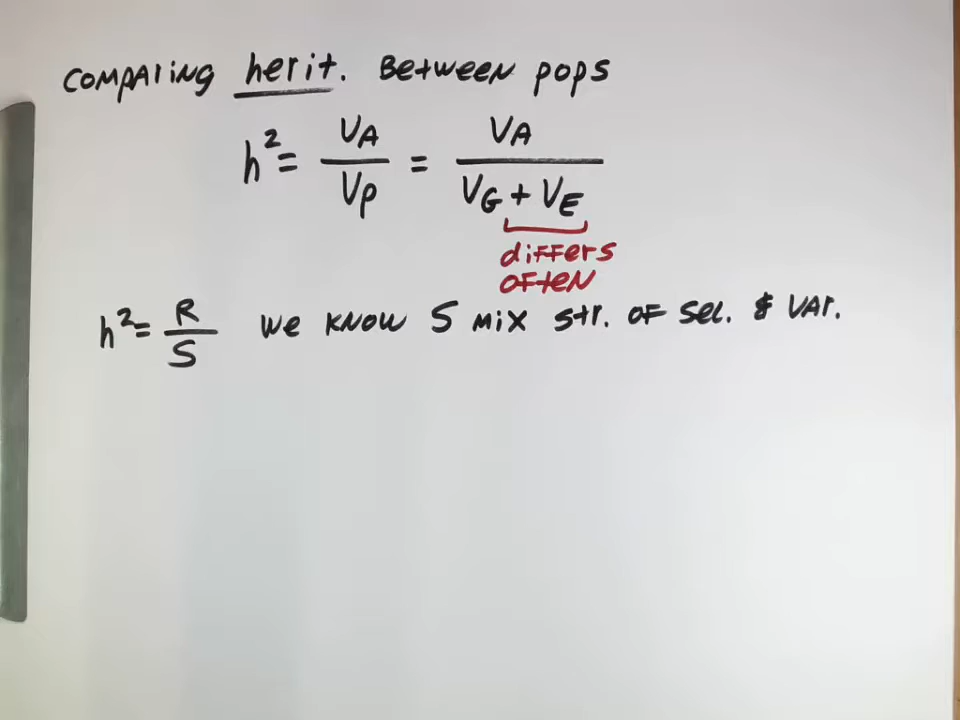 COMPARING herit. BETWEEN pops
h² = VA/VP = VA/(VG + VE)
differs
OFTEN
h² = R/S WE KNOW S MIX STR. OF SEL. & VAR.